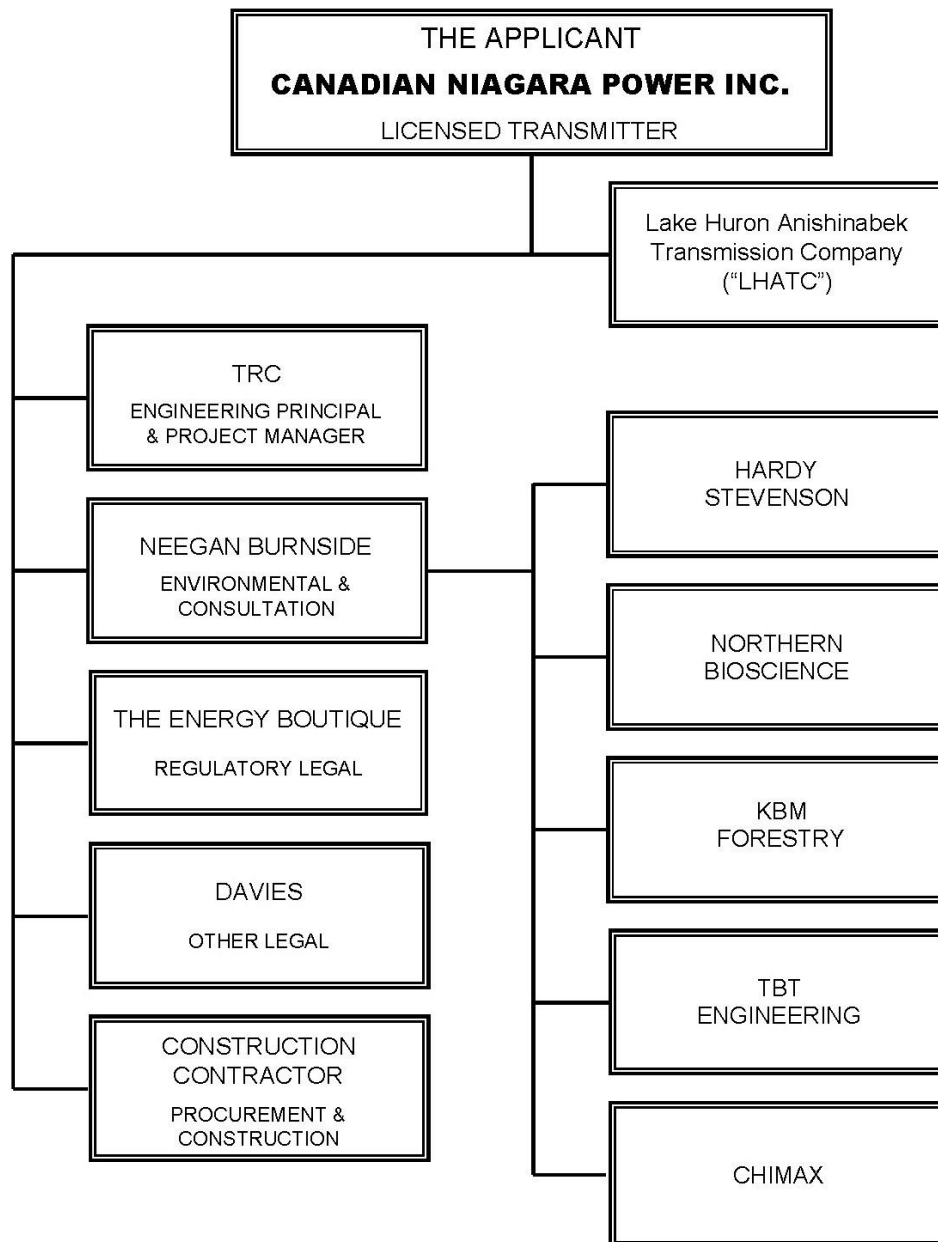 THE APPLICANT
CANADIAN NIAGARA POWER INC.
LICENSED TRANSMITTER
Lake Huron Anishinabek
Transmission Company
(“LHATC”)
TRC
ENGINEERING PRINCIPAL
& PROJECT MANAGER
NEEGAN BURNSIDE
ENVIRONMENTAL &
CONSULTATION
THE ENERGY BOUTIQUE
REGULATORY LEGAL
DAVIES
OTHER LEGAL
CONSTRUCTION
CONTRACTOR
PROCUREMENT &
CONSTRUCTION
HARDY
STEVENSON
NORTHERN
BIOSCIENCE
KBM
FORESTRY
TBT
ENGINEERING
CHIMAX